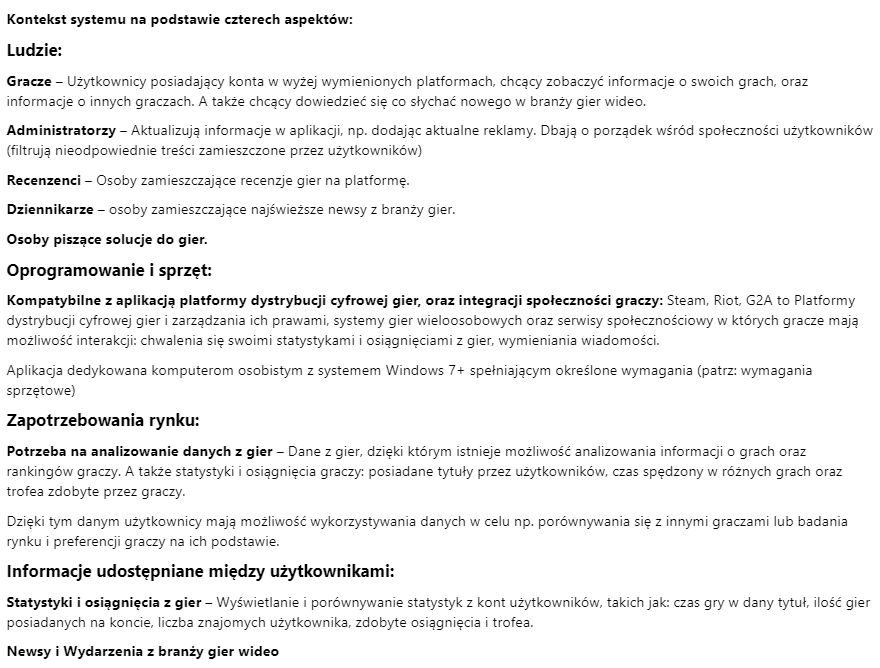 Kontekst systemu na podstawie czterech aspektów:
Ludzie:
Gracze – Użytkownicy posiadający konta w wyżej wymienionych platformach, chcący zobaczyć informacje o swoich grach, oraz
informacje o innych graczach. A także chcący dowiedzieć się co słychać nowego w branży gier wideo.
Administratorzy – Aktualizują informacje w aplikacji, np. dodając aktualne reklamy. Dbają o porządek wśród społeczności użytkowników
(filtrują nieodpowiednie treści zamieszczone przez użytkowników)
Recenzenci – Osoby zamieszczające recenzje gier na platformę.
Dziennikarze – osoby zamieszczające najświeższe newsy z branży gier.
Osoby piszące solucje do gier.
Oprogramowanie i sprzęt:
Kompatybilne z aplikacją platformy dystrybucji cyfrowej gier, oraz integracji społeczności graczy: Steam, Riot, G2A to Platformy
dystrybucji cyfrowej gier i zarządzania ich prawami, systemy gier wieloosobowych oraz serwisy społecznościowy w których gracze mają
możliwość interakcji: chwalenia się swoimi statystykami i osiągnięciami z gier, wymieniania wiadomości.
Aplikacja dedykowana komputerom osobistym z systemem Windows 7+ spełniającym określone wymagania (patrz: wymagania
sprzętowe)
Zapotrzebowania rynku:
Potrzeba na analizowanie danych z gier – Dane z gier, dzięki którym istnieje możliwość analizowania informacji o grach oraz
rankingów graczy. A także statystyki i osiągnięcia graczy: posiadane tytuły przez użytkowników, czas spędzony w różnych grach oraz
trofea zdobyte przez graczy.
Dzięki tym danym użytkownicy mają możliwość wykorzystywania danych w celu np. porównywania się z innymi graczami lub badania
rynku i preferencji graczy na ich podstawie.
Informacje udostępniane między użytkownikami:
Statystyki i osiągnięcia z gier – Wyświetlanie i porównywanie statystyk z kont użytkowników, takich jak: czas gry w dany tytuł, ilość gier
posiadanych na koncie, liczba znajomych użytkownika, zdobyte osiągnięcia i trofea.
Newsy i Wydarzenia z branży gier wideo